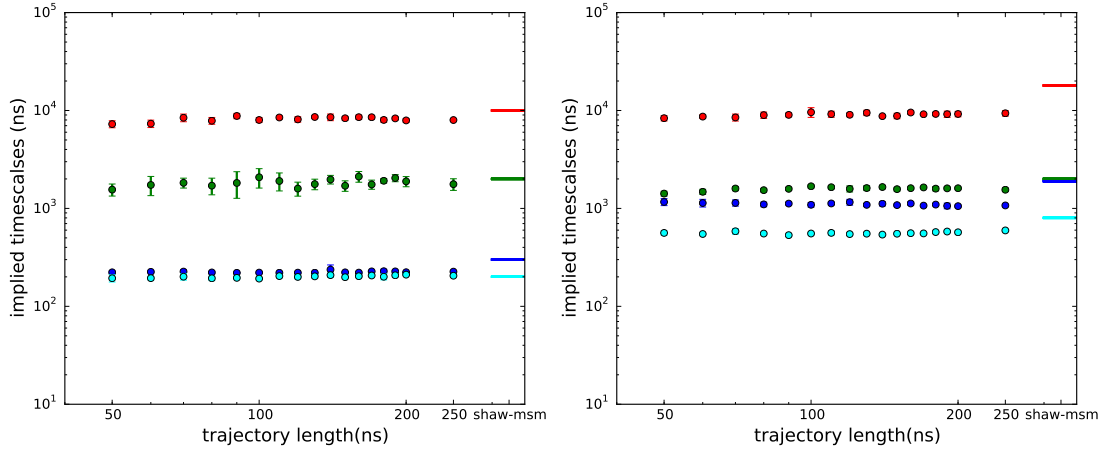 10^5
10^4
10^3
10^2
10^1
implied timescalses (ns)
50 100 200 250 shaw-msm
trajectory length(ns)
10^5
10^4
10^3
10^2
10^1
implied timescalses (ns)
50 100 200 250 shaw-msm
trajectory length(ns)